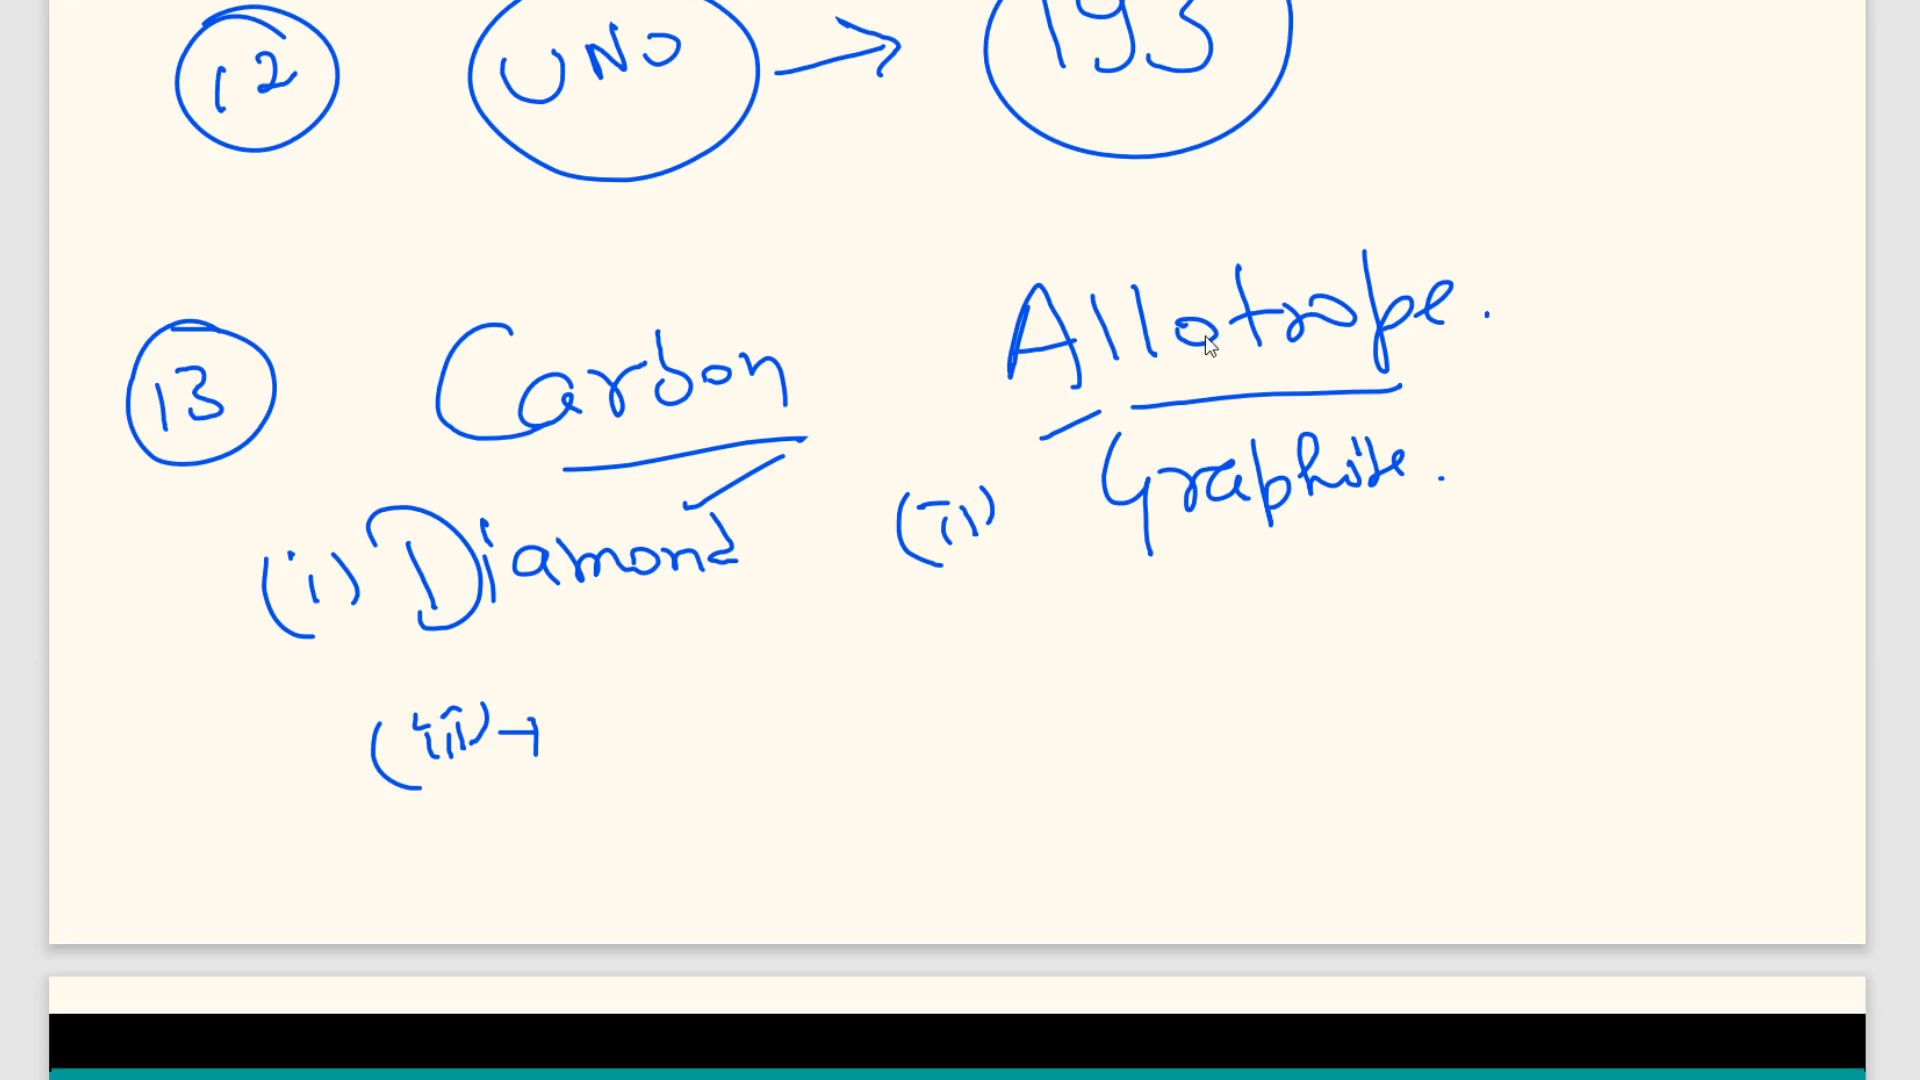 12 UNO → 193
13 Carbon Allotrope.
(i) Diamond (ii) Graphite.
(iii) →